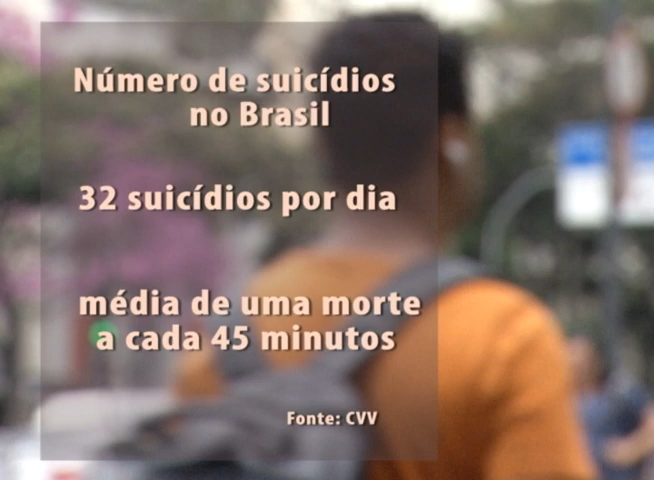 Número de suicídios
no Brasil
32 suicídios por dia
média de uma morte
a cada 45 minutos
Fonte: CVV